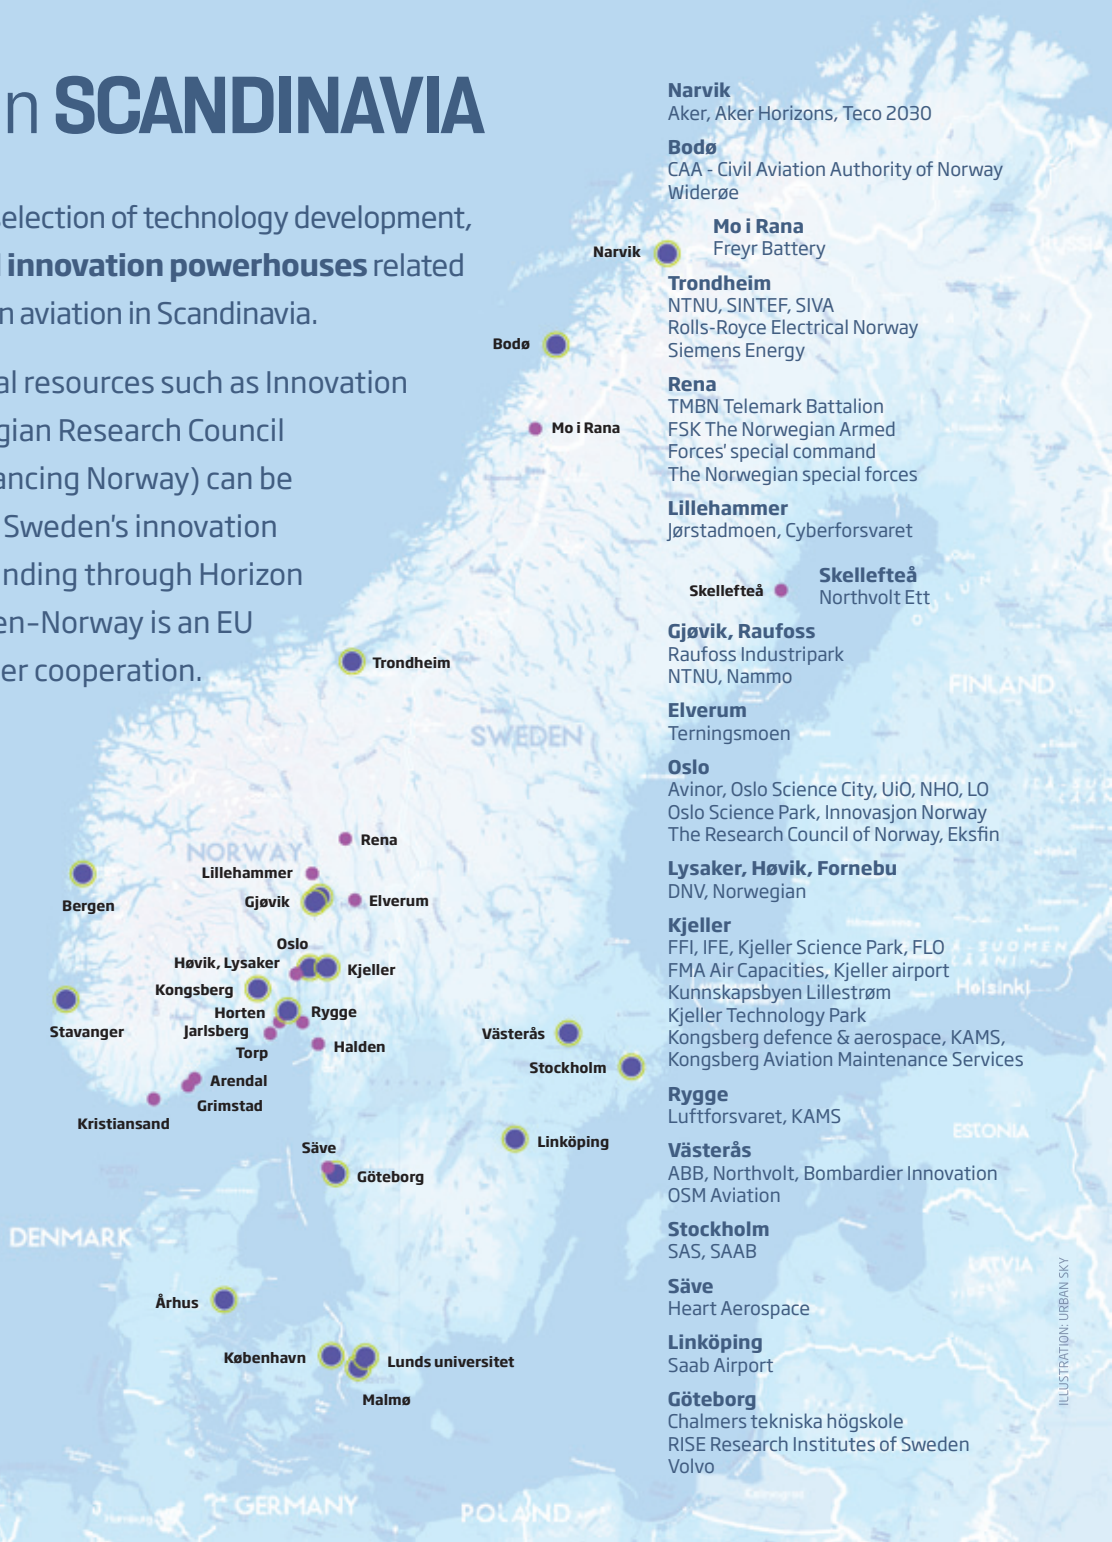 n SCANDINAVIA
selection of technology development,
innovation powerhouses related
n aviation in Scandinavia.
al resources such as Innovation
gian Research Council
ancing Norway) can be
Sweden's innovation
nding through Horizon
en-Norway is an EU
er cooperation.
Narvik
Aker, Aker Horizons, Teco 2030
Bodø
CAA - Civil Aviation Authority of Norway
Widerøe
Mo i Rana
Freyr Battery
Trondheim
NTNU, SINTEF, SIVA
Rolls-Royce Electrical Norway
Siemens Energy
Rena
TMBN Telemark Battalion
FSK The Norwegian Armed
Forces' special command
The Norwegian special forces
Lillehammer
Jørstadmoen, Cyberforsvaret
Skellefteå
Northvolt Ett
Gjøvik, Raufoss
Raufoss Industripark
NTNU, Nammo
Elverum
Terningsmoen
Oslo
Avinor, Oslo Science City, UiO, NHO, LO
Oslo Science Park, Innovasjon Norway
The Research Council of Norway, Eksfin
Lysaker, Høvik, Fornebu
DNV, Norwegian
Kjeller
FFI, IFE, Kjeller Science Park, FLO
FMA Air Capacities, Kjeller airport
Kunnskapsbyen Lillestrøm
Kjeller Technology Park
Kongsberg defence & aerospace, KAMS,
Kongsberg Aviation Maintenance Services
Rygge
Luftforsvaret, KAMS
Västerås
ABB, Northvolt, Bombardier Innovation
OSM Aviation
Stockholm
SAS, SAAB
Säve
Heart Aerospace
Linköping
Saab Airport
Göteborg
Chalmers tekniska högskole
RISE Research Institutes of Sweden
Volvo
Narvik
Bodø
Mo i Rana
Skellefteå
Trondheim
Rena
Lillehammer
Bergen
Gjøvik
Elverum
Oslo
Høvik, Lysaker
Kjeller
Kongsberg
Stavanger
Horten
Rygge
Jarlsberg
Torp
Halden
Västerås
Stockholm
Arendal
Grimstad
Kristiansand
Linköping
Säve
Göteborg
Århus
København
Lunds universitet
Malmø
SWEDEN
NORWAY
FINLAND
Helsinki
ESTONIA
LATVIA
DENMARK
GERMANY
POLAND
ILLUSTRATION: URBAN SKY